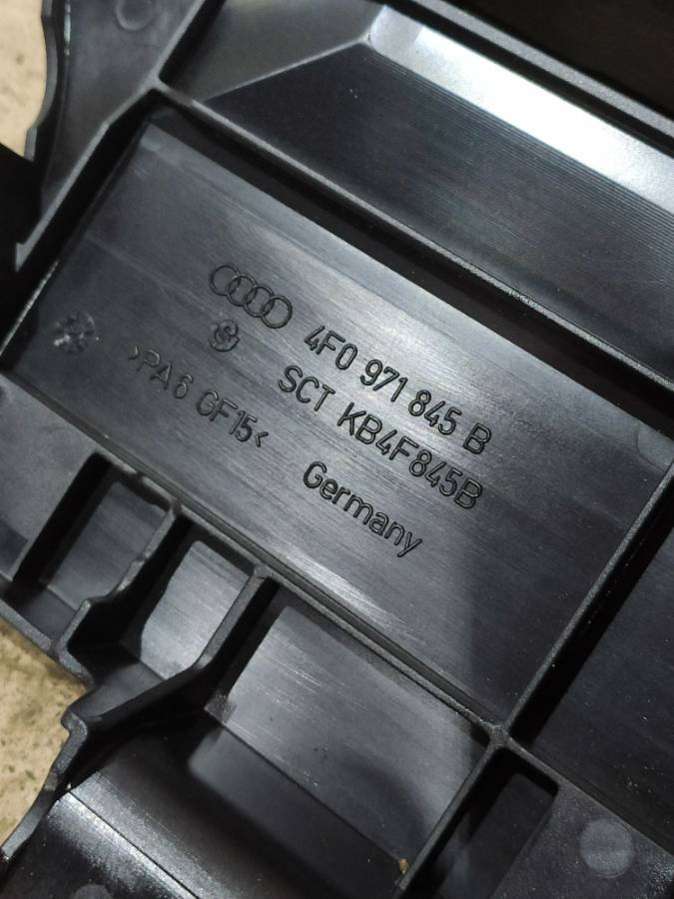 4F0 971 845 B
SCT KB4F845B
>PA 6 GF15<
Germany